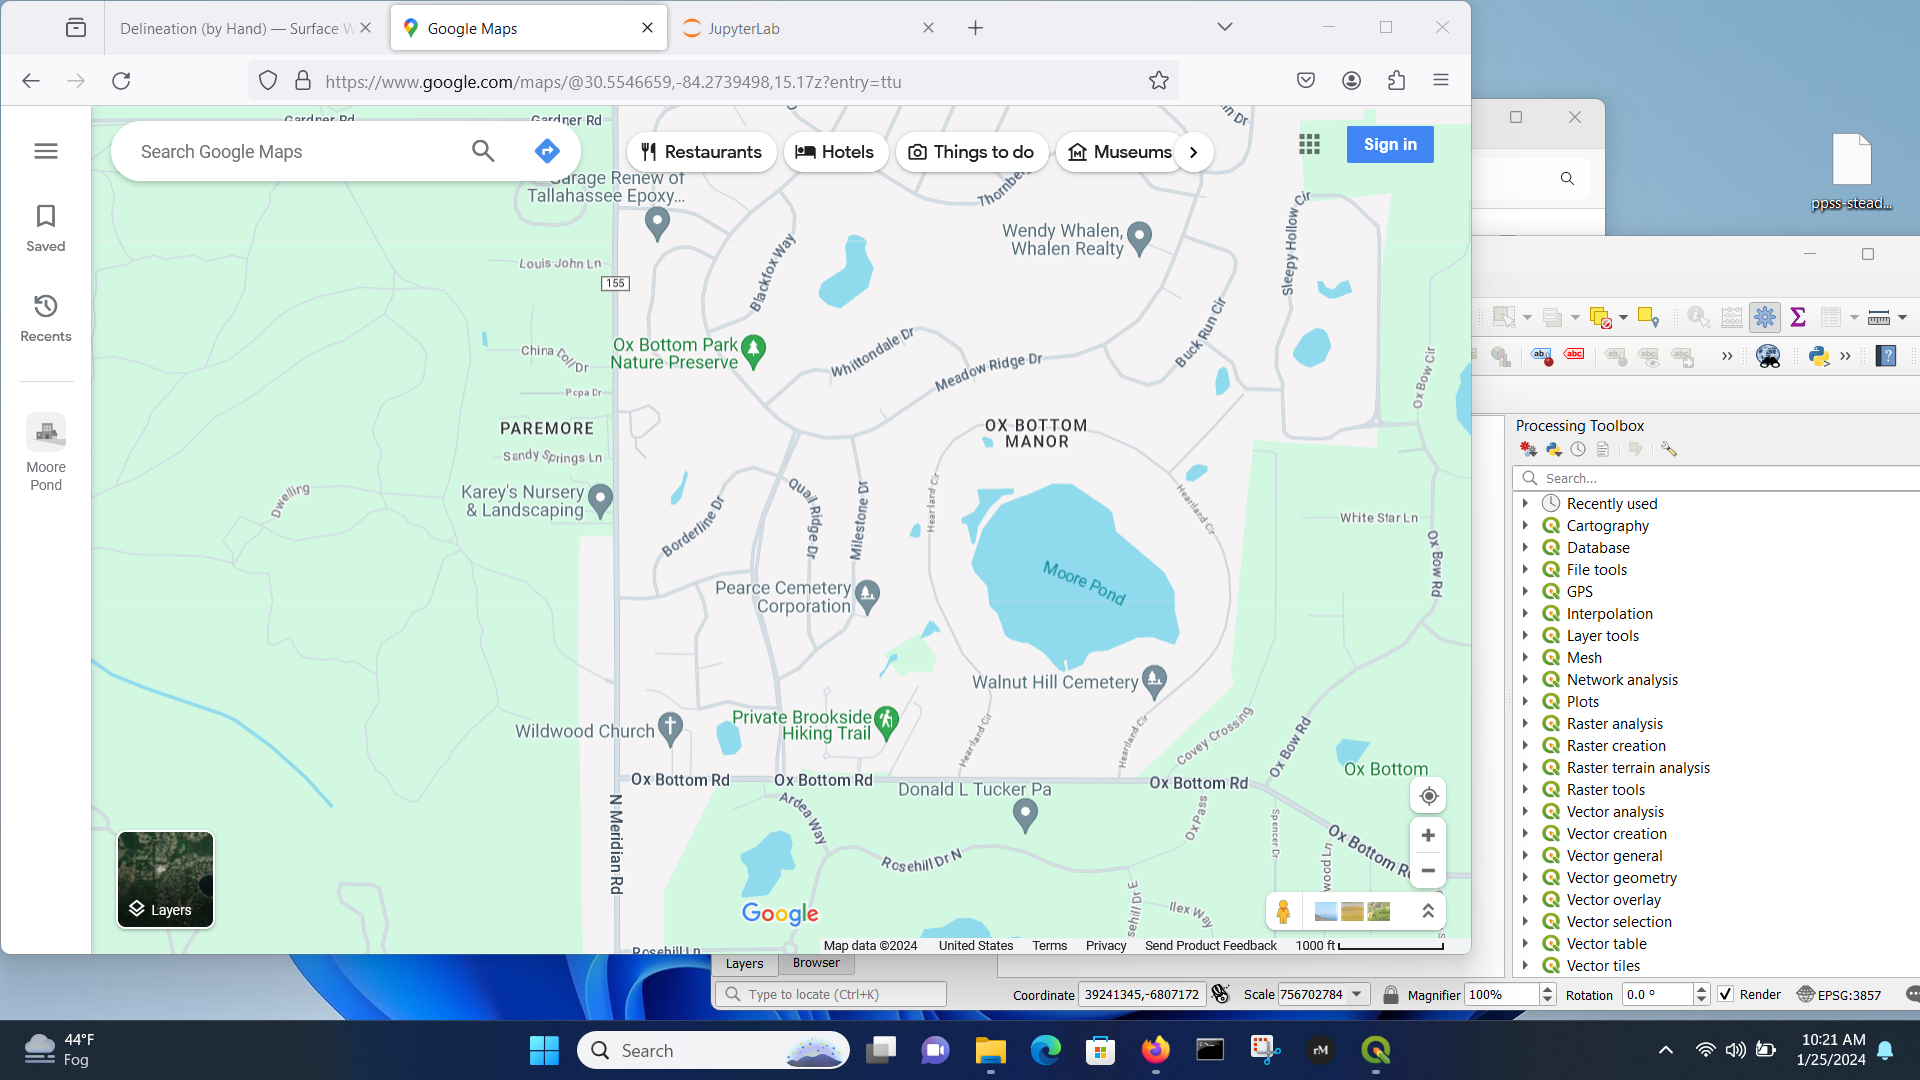 Delineation (by Hand) — Surface W
Google Maps
JupyterLab
https://www.google.com/maps/@30.5546659,-84.2739498,15.17z?entry=ttu
Gardner Rd
Gardner Rd
Search Google Maps
Restaurants
Hotels
Things to do
Museums
Sign in
Saved
Recents
Moore
Pond
Garage Renew of
Tallahassee Epoxy...
Thornberg
Wendy Whalen,
Whalen Realty
Sleepy Hollow Cir
Blackfox Way
Louis John Ln
155
Buck Run Cir
Ox Bottom Park
Nature Preserve
China Doll Dr
Whittondale Dr
Meadow Ridge Dr
Ox Bow Cir
Popa Dr
PAREMORE
OX BOTTOM
MANOR
Sandy Springs Ln
Dwelling
Karey's Nursery
& Landscaping
Borderline Dr
Quail Ridge Dr
Milestone Dr
Heartland Cir
Heartland Cir
White Star Ln
Ox Bow Rd
Moore Pond
Pearce Cemetery
Corporation
Walnut Hill Cemetery
Wildwood Church
Private Brookside
Hiking Trail
Heartland Cir
Heartland Cir
Covey Crossing
Ox Bow Rd
Ox Bottom
Ox Bottom Rd
Ox Bottom Rd
Ox Bottom Rd
Donald L Tucker Pa
N Meridian Rd
Ardea Way
Rosehill Dr N
Ox Pass
Spencer Dr
wood Ln
Ox Bottom Rd
sehill Dr E
Ilex Way
Rosehill Ln
Layers
Google
Map data ©2024
United States
Terms
Privacy
Send Product Feedback
1000 ft
ppss-stead...
abc
Processing Toolbox
Search...
Recently used
Cartography
Database
File tools
GPS
Interpolation
Layer tools
Mesh
Network analysis
Plots
Raster analysis
Raster creation
Raster terrain analysis
Raster tools
Vector analysis
Vector creation
Vector general
Vector geometry
Vector overlay
Vector selection
Vector table
Vector tiles
Layers
Browser
Type to locate (Ctrl+K)
Coordinate
39241345,-6807172
Scale
756702784
Magnifier
100%
Rotation
0.0 °
Render
EPSG:3857
44°F
Fog
Search
rM
10:21 AM
1/25/2024